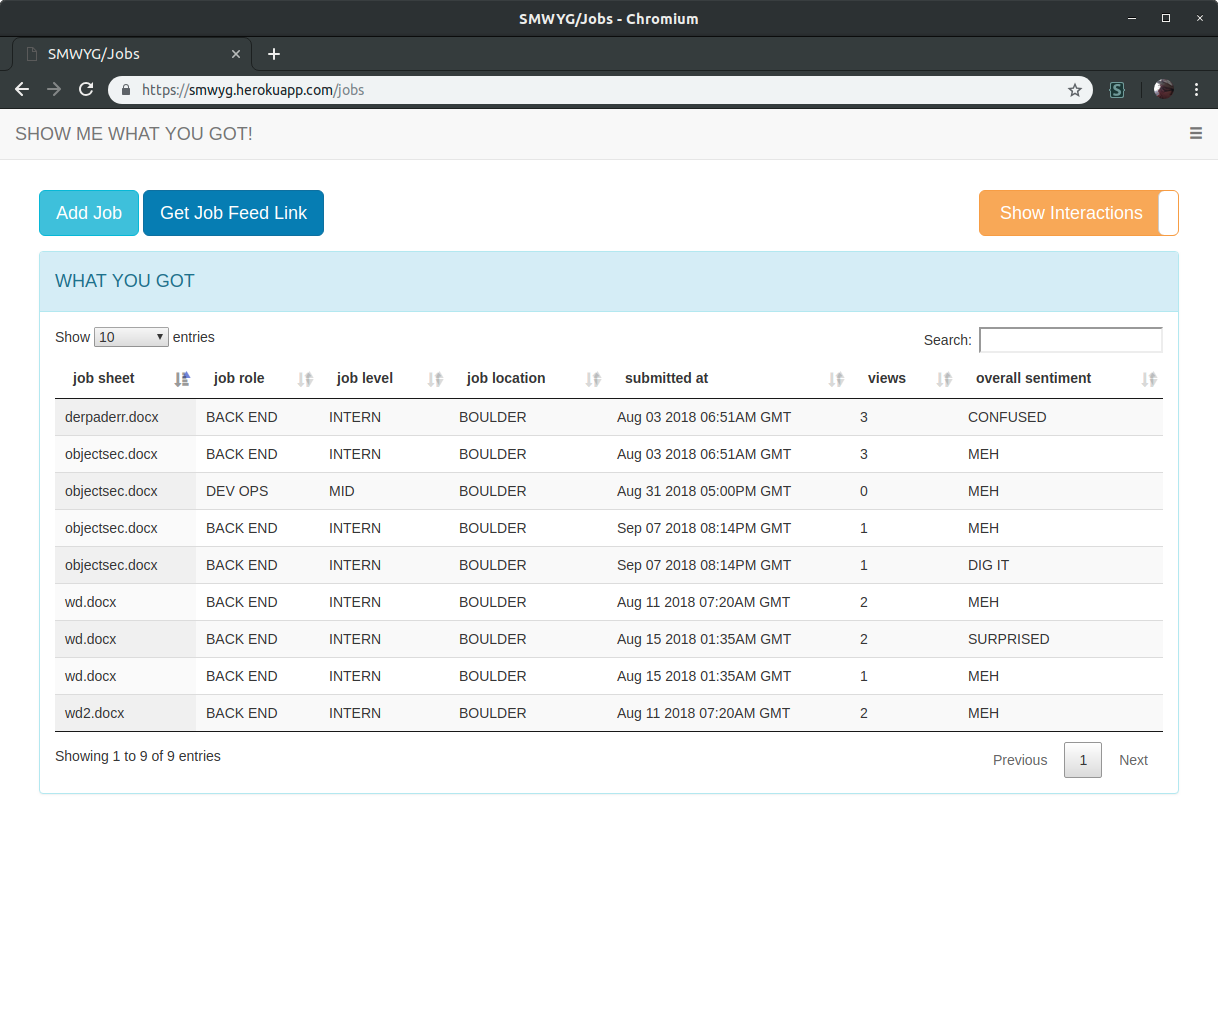 SMWYG/Jobs - Chromium
SMWYG/Jobs
https://smwyg.herokuapp.com/jobs
S
SHOW ME WHAT YOU GOT!
Add Job Get Job Feed Link Show Interactions
WHAT YOU GOT
Show 10 entries Search:
job sheet job role job level job location submitted at views overall sentiment
derpaderr.docx BACK END INTERN BOULDER Aug 03 2018 06:51AM GMT 3 CONFUSED
objectsec.docx BACK END INTERN BOULDER Aug 03 2018 06:51AM GMT 3 MEH
objectsec.docx DEV OPS MID BOULDER Aug 31 2018 05:00PM GMT 0 MEH
objectsec.docx BACK END INTERN BOULDER Sep 07 2018 08:14PM GMT 1 MEH
objectsec.docx BACK END INTERN BOULDER Sep 07 2018 08:14PM GMT 1 DIG IT
wd.docx BACK END INTERN BOULDER Aug 11 2018 07:20AM GMT 2 MEH
wd.docx BACK END INTERN BOULDER Aug 15 2018 01:35AM GMT 2 SURPRISED
wd.docx BACK END INTERN BOULDER Aug 15 2018 01:35AM GMT 1 MEH
wd2.docx BACK END INTERN BOULDER Aug 11 2018 07:20AM GMT 2 MEH
Showing 1 to 9 of 9 entries Previous 1 Next